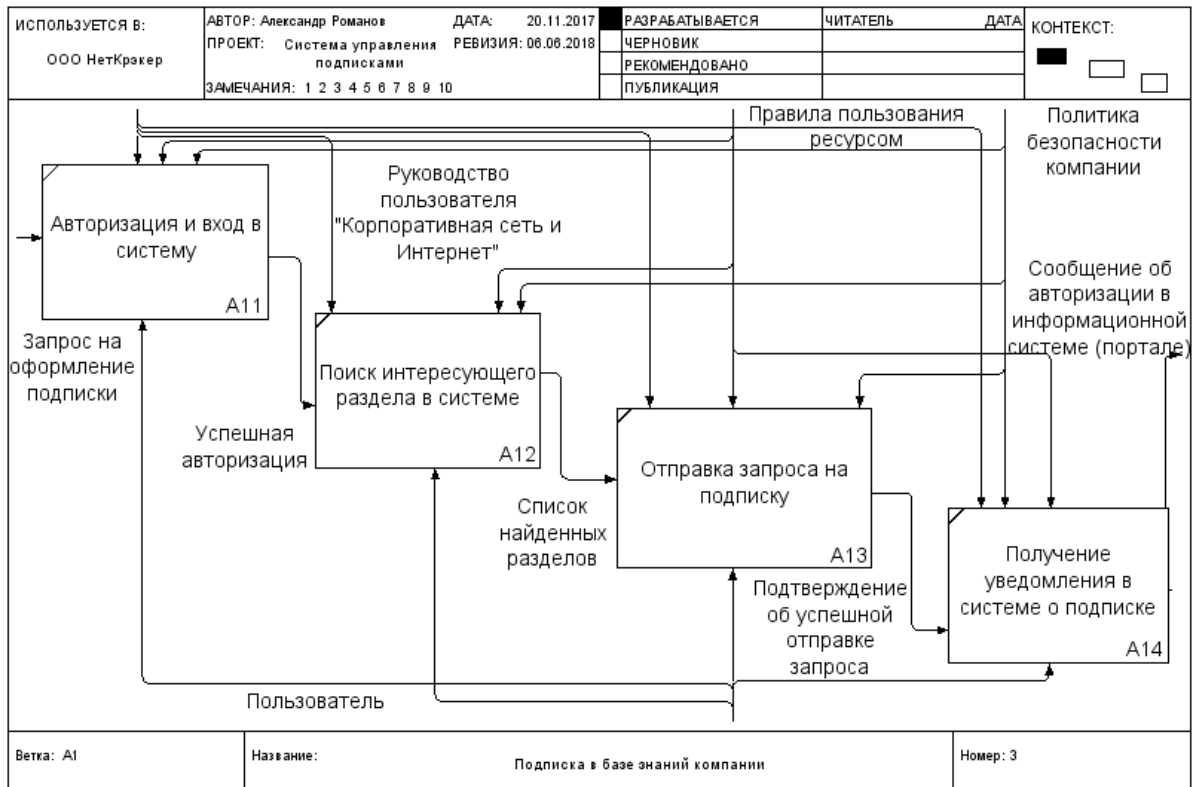 ИСПОЛЬЗУЕТСЯ В:
ООО НетКрэкер
АВТОР: Александр Романов
ДАТА: 20.11.2017
ПРОЕКТ: Система управления
подписками
РЕВИЗИЯ: 06.06.2018
ЗАМЕЧАНИЯ: 1 2 3 4 5 6 7 8 9 10
РАЗРАБАТЫВАЕТСЯ
ЧЕРНОВИК
РЕКОМЕНДОВАНО
ПУБЛИКАЦИЯ
ЧИТАТЕЛЬ
ДАТА
КОНТЕКСТ:
Правила пользования
ресурсом
Политика
безопасности
компании
Руководство
пользователя
"Корпоративная сеть и
Интернет"
Авторизация и вход в
систему
A11
Запрос на
оформление
подписки
Сообщение об
авторизации в
информационной
системе (портале)
Поиск интересующего
раздела в системе
A12
Успешная
авторизация
Отправка запроса на
подписку
A13
Список
найденных
разделов
Получение
уведомления в
системе о подписке
A14
Подтверждение
об успешной
отправке
запроса
Пользователь
Ветка: A1
Название:
Подписка в базе знаний компании
Номер: 3